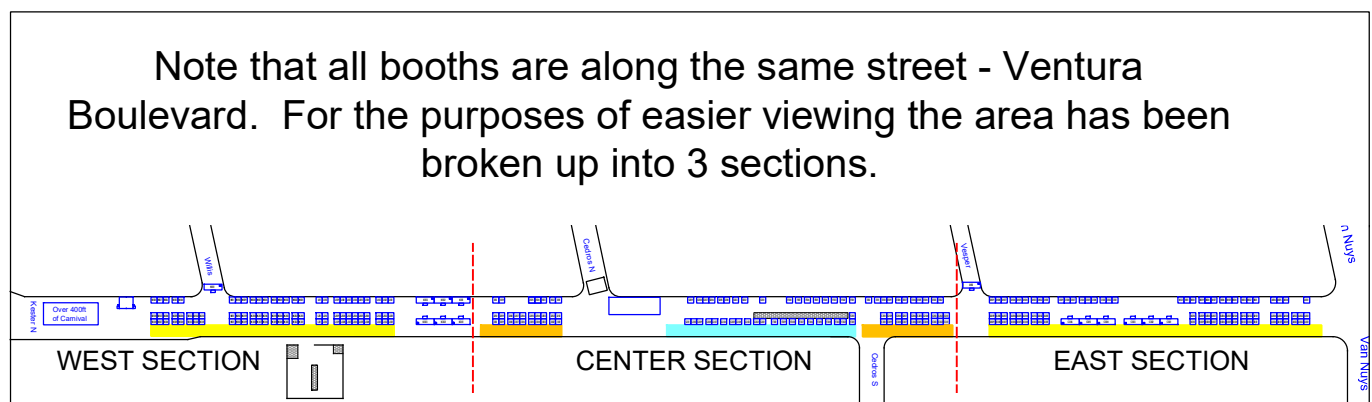 Note that all booths are along the same street - Ventura
Boulevard.  For the purposes of easier viewing the area has been
broken up into 3 sections.
Willis
Cedros N
Vesper
n Nuys
Kester N
Over 400ft
of Carnival
WEST SECTION
CENTER SECTION
Cedros S
EAST SECTION
Van Nuys